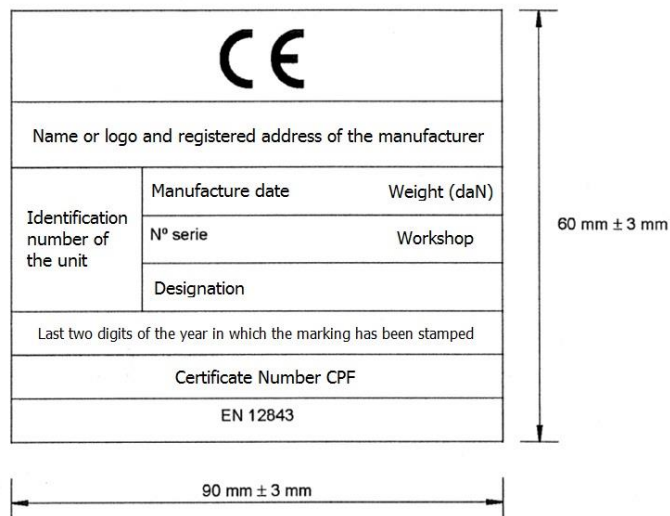 CE
Name or logo and registered address of the manufacturer
Identification
number of
the unit
Manufacture date Weight (daN)
Nº serie Workshop
Designation
Last two digits of the year in which the marking has been stamped
Certificate Number CPF
EN 12843
60 mm ± 3 mm
90 mm ± 3 mm